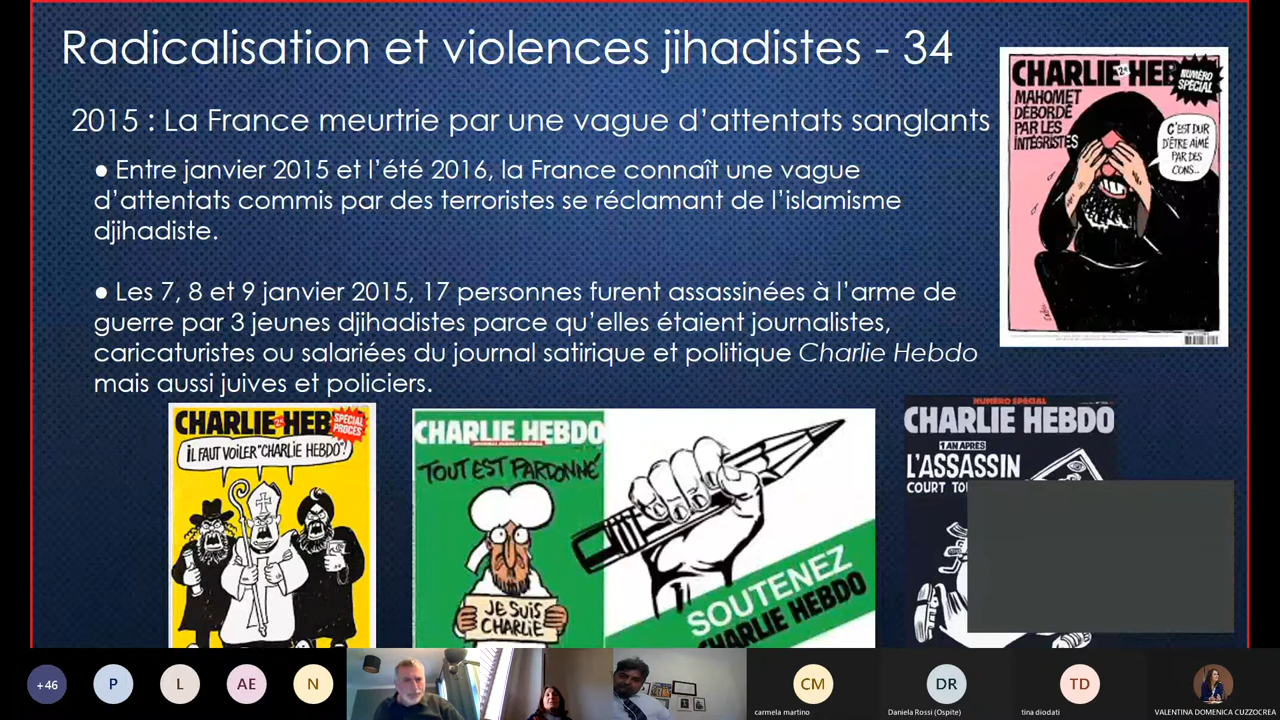 Radicalisation et violences jihadistes - 34
2015 : La France meurtrie par une vague d'attentats sanglants
● Entre janvier 2015 et l'été 2016, la France connaît une vague
d'attentats commis par des terroristes se réclamant de l'islamisme
djihadiste.
● Les 7, 8 et 9 janvier 2015, 17 personnes furent assassinées à l'arme de
guerre par 3 jeunes djihadistes parce qu'elles étaient journalistes,
caricaturistes ou salariées du journal satirique et politique Charlie Hebdo
mais aussi juives et policiers.
CHARLIE HEB
NUMÉRO
SPÉCIAL
MAHOMET
DÉBORDÉ
PAR LES
INTÉGRISTES
C'EST DUR
D'ÊTRE AIMÉ
PAR DES
CONS...
CHARLIE HEB
SPÉCIAL
PROCÈS
IL FAUT VOILER "CHARLIE HEBDO"!
CHARLIE HEBDO
TOUT EST PARDONNÉ
JE SUIS
CHARLIE
SOUTENEZ
CHARLIE HEBDO
NUMÉRO SPÉCIAL
CHARLIE HEBDO
1 AN APRÈS
L'ASSASSIN
COURT
+46
P
L
AE
N
CM
carmela martino
DR
Daniela Rossi (Ospite)
TD
tina diodati
VALENTINA DOMENICA CUZZOCREA